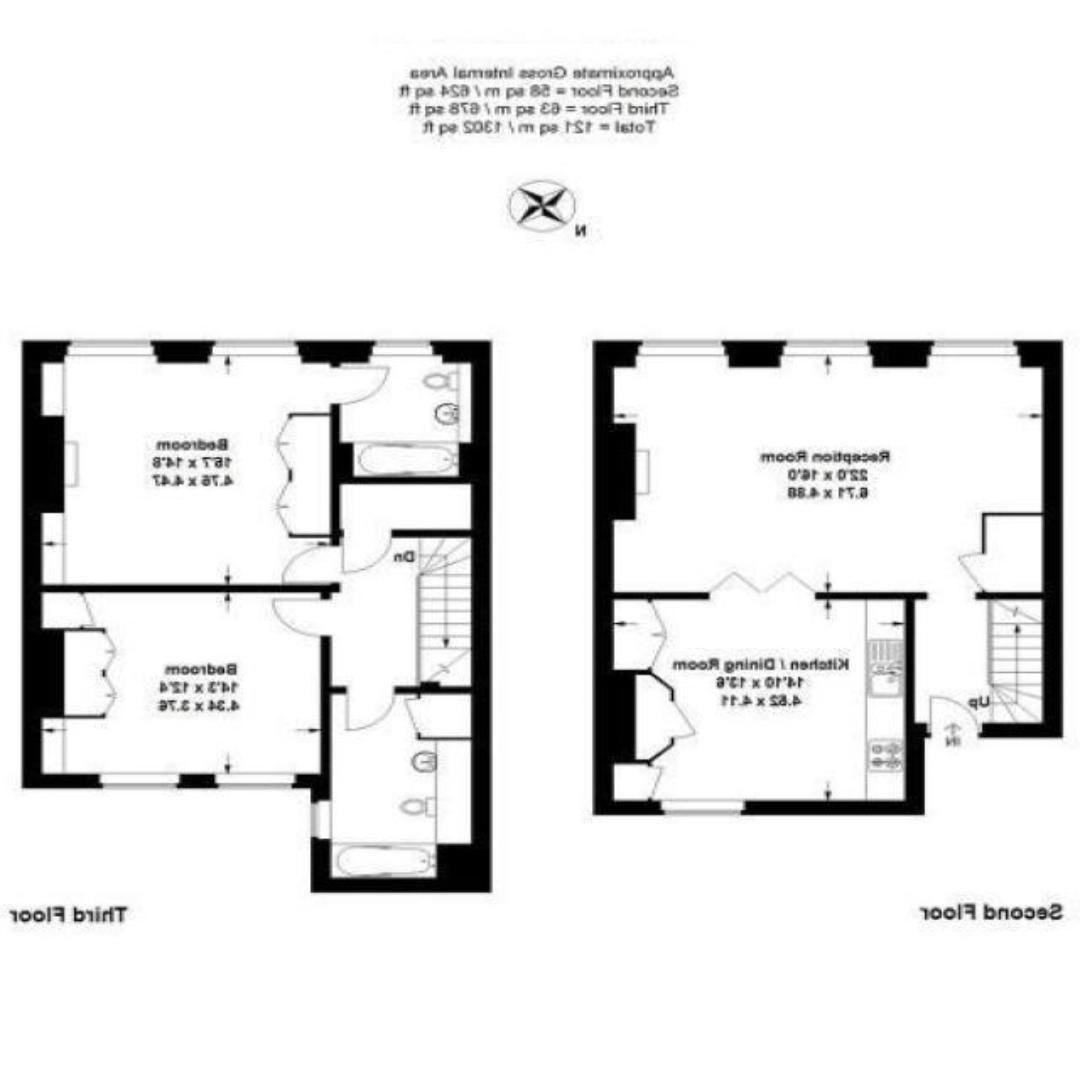 Approximate Gross Internal Area
Second Floor = 58 sq m / 624 sq ft
Third Floor = 63 sq m / 678 sq ft
Total = 121 sq m / 1302 sq ft
N
Reception Room
22'0 x 16'0
6.71 x 4.88
Kitchen / Dining Room
14'10 x 13'6
4.52 x 4.11
Up
IN
Second Floor
Bedroom
15'7 x 14'8
4.75 x 4.47
Dn
Bedroom
14'3 x 12'4
4.34 x 3.76
Third Floor